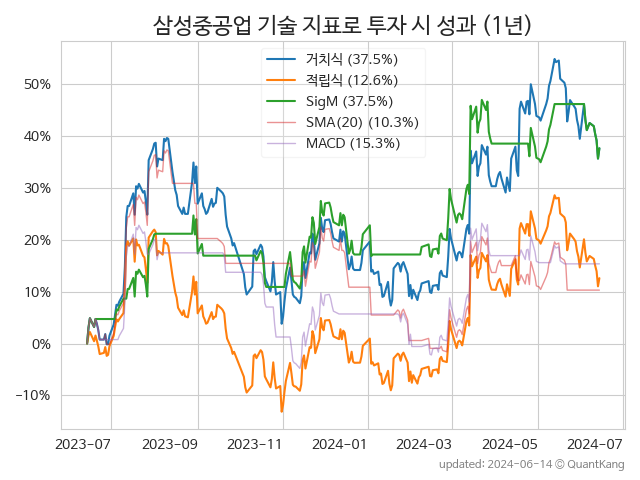 삼성중공업 기술 지표로 투자 시 성과 (1년)
거치식 (37.5%)
적립식 (12.6%)
SigM (37.5%)
SMA(20) (10.3%)
MACD (15.3%)
50%
40%
30%
20%
10%
0%
−10%
2023-07 2023-09 2023-11 2024-01 2024-03 2024-05 2024-07
updated: 2024-06-14 © QuantKang